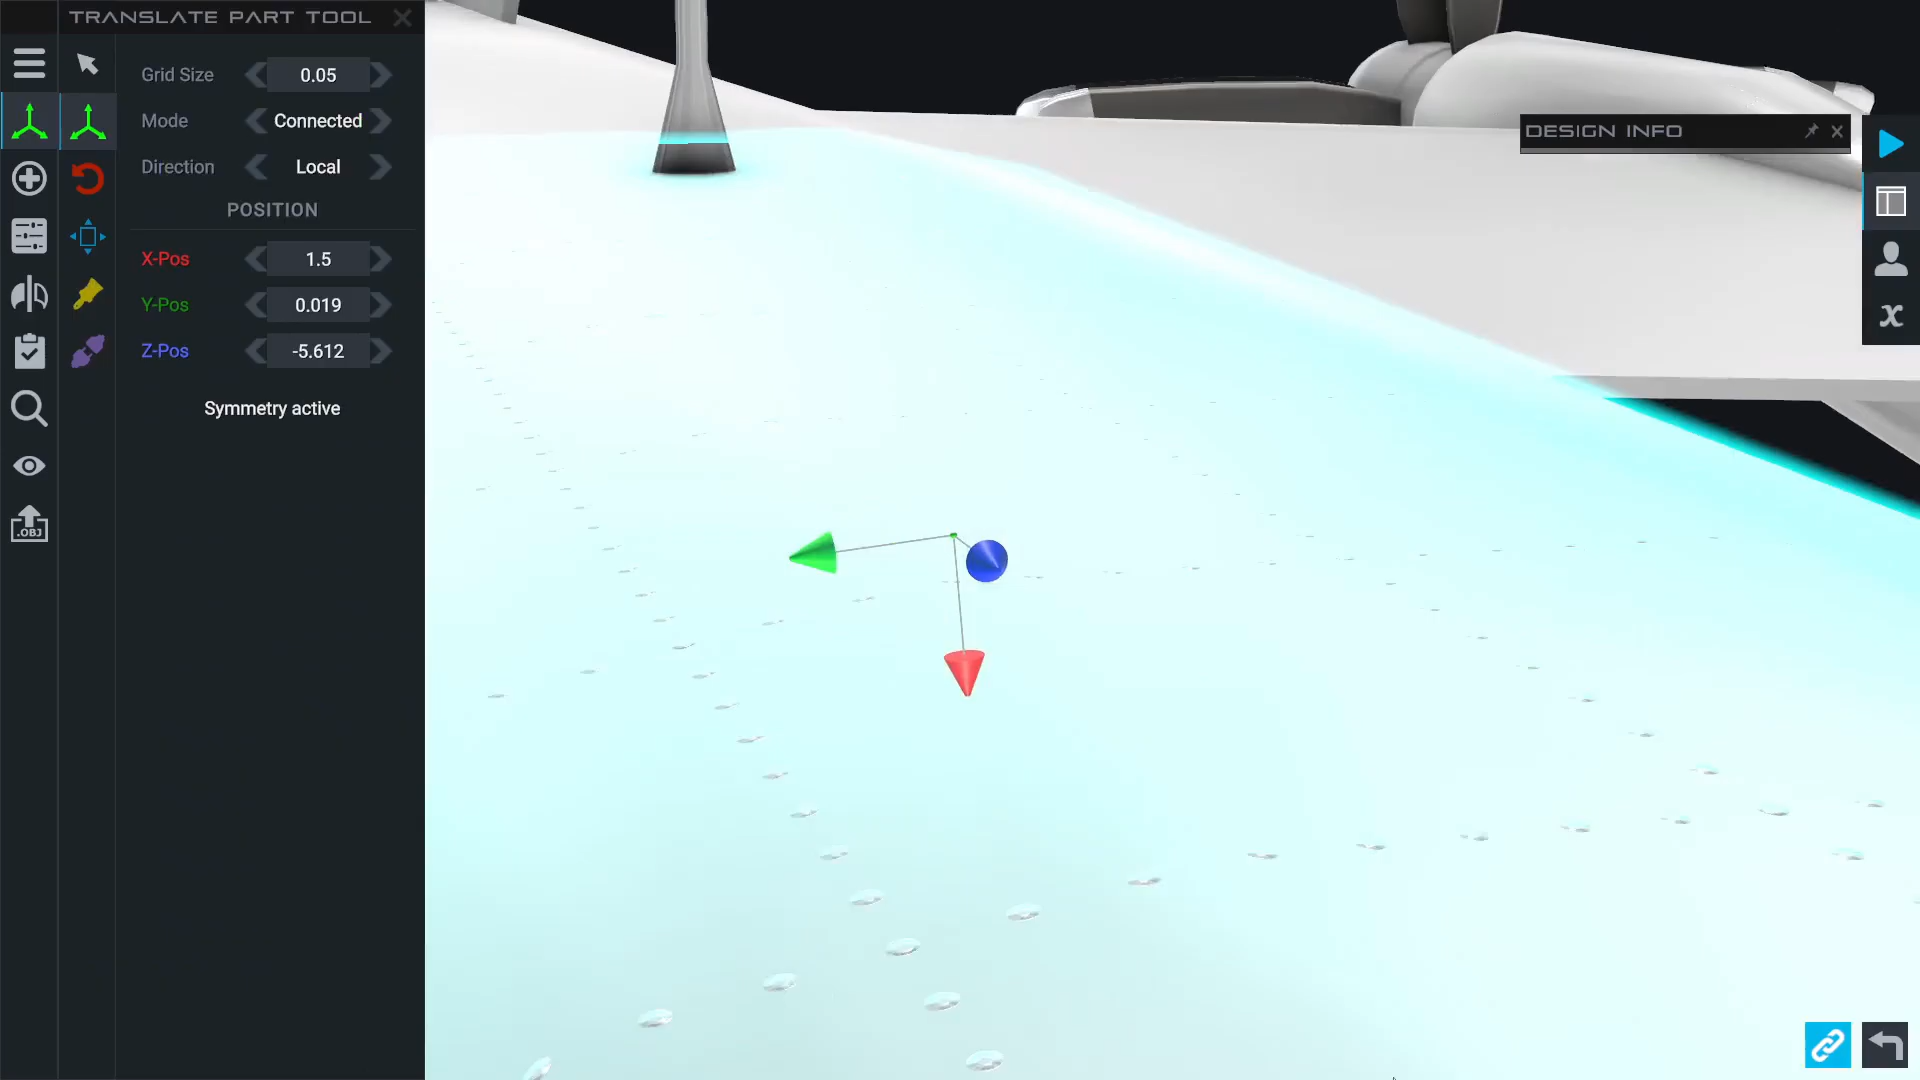 TRANSLATE PART TOOL
Grid Size 0.05
Mode Connected
Direction Local
POSITION
X-Pos 1.5
Y-Pos 0.019
Z-Pos -5.612
Symmetry active
.OBJ
DESIGN INFO
x